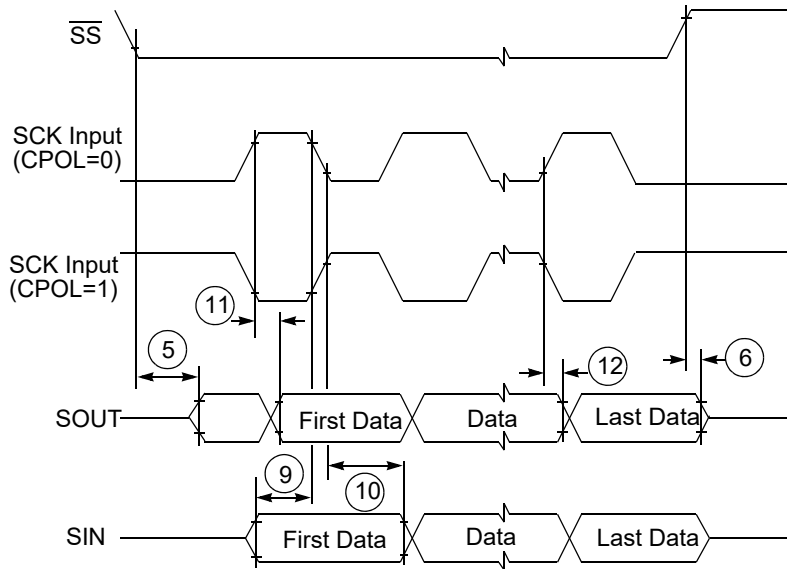 SS
SCK Input
(CPOL=0)
SCK Input
(CPOL=1)
11
5
12
6
SOUT
First Data
Data
Last Data
9
10
SIN
First Data
Data
Last Data